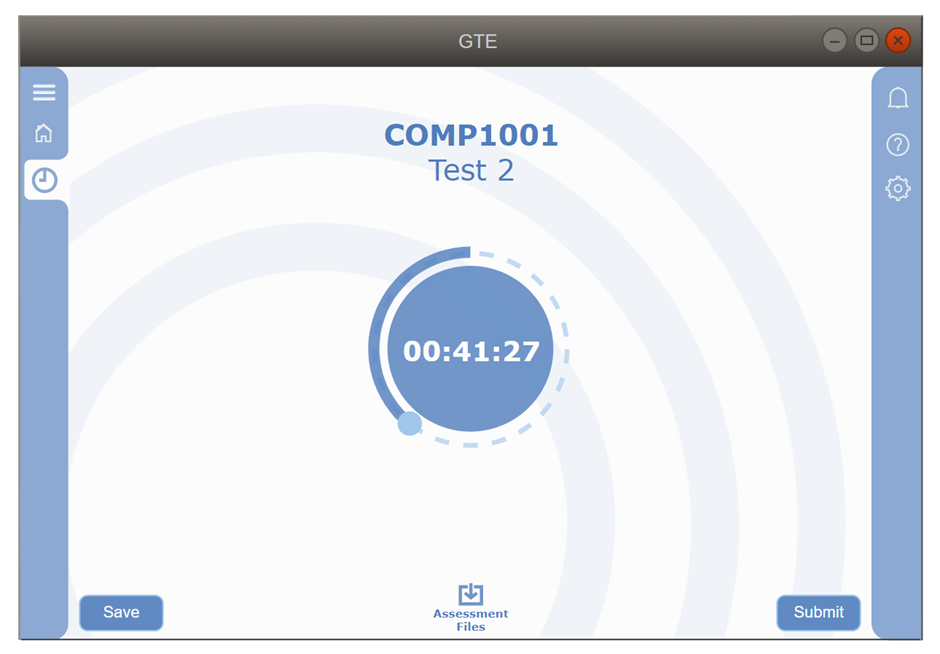 GTE
COMP1001
Test 2
00:41:27
Save
Assessment
Files
Submit